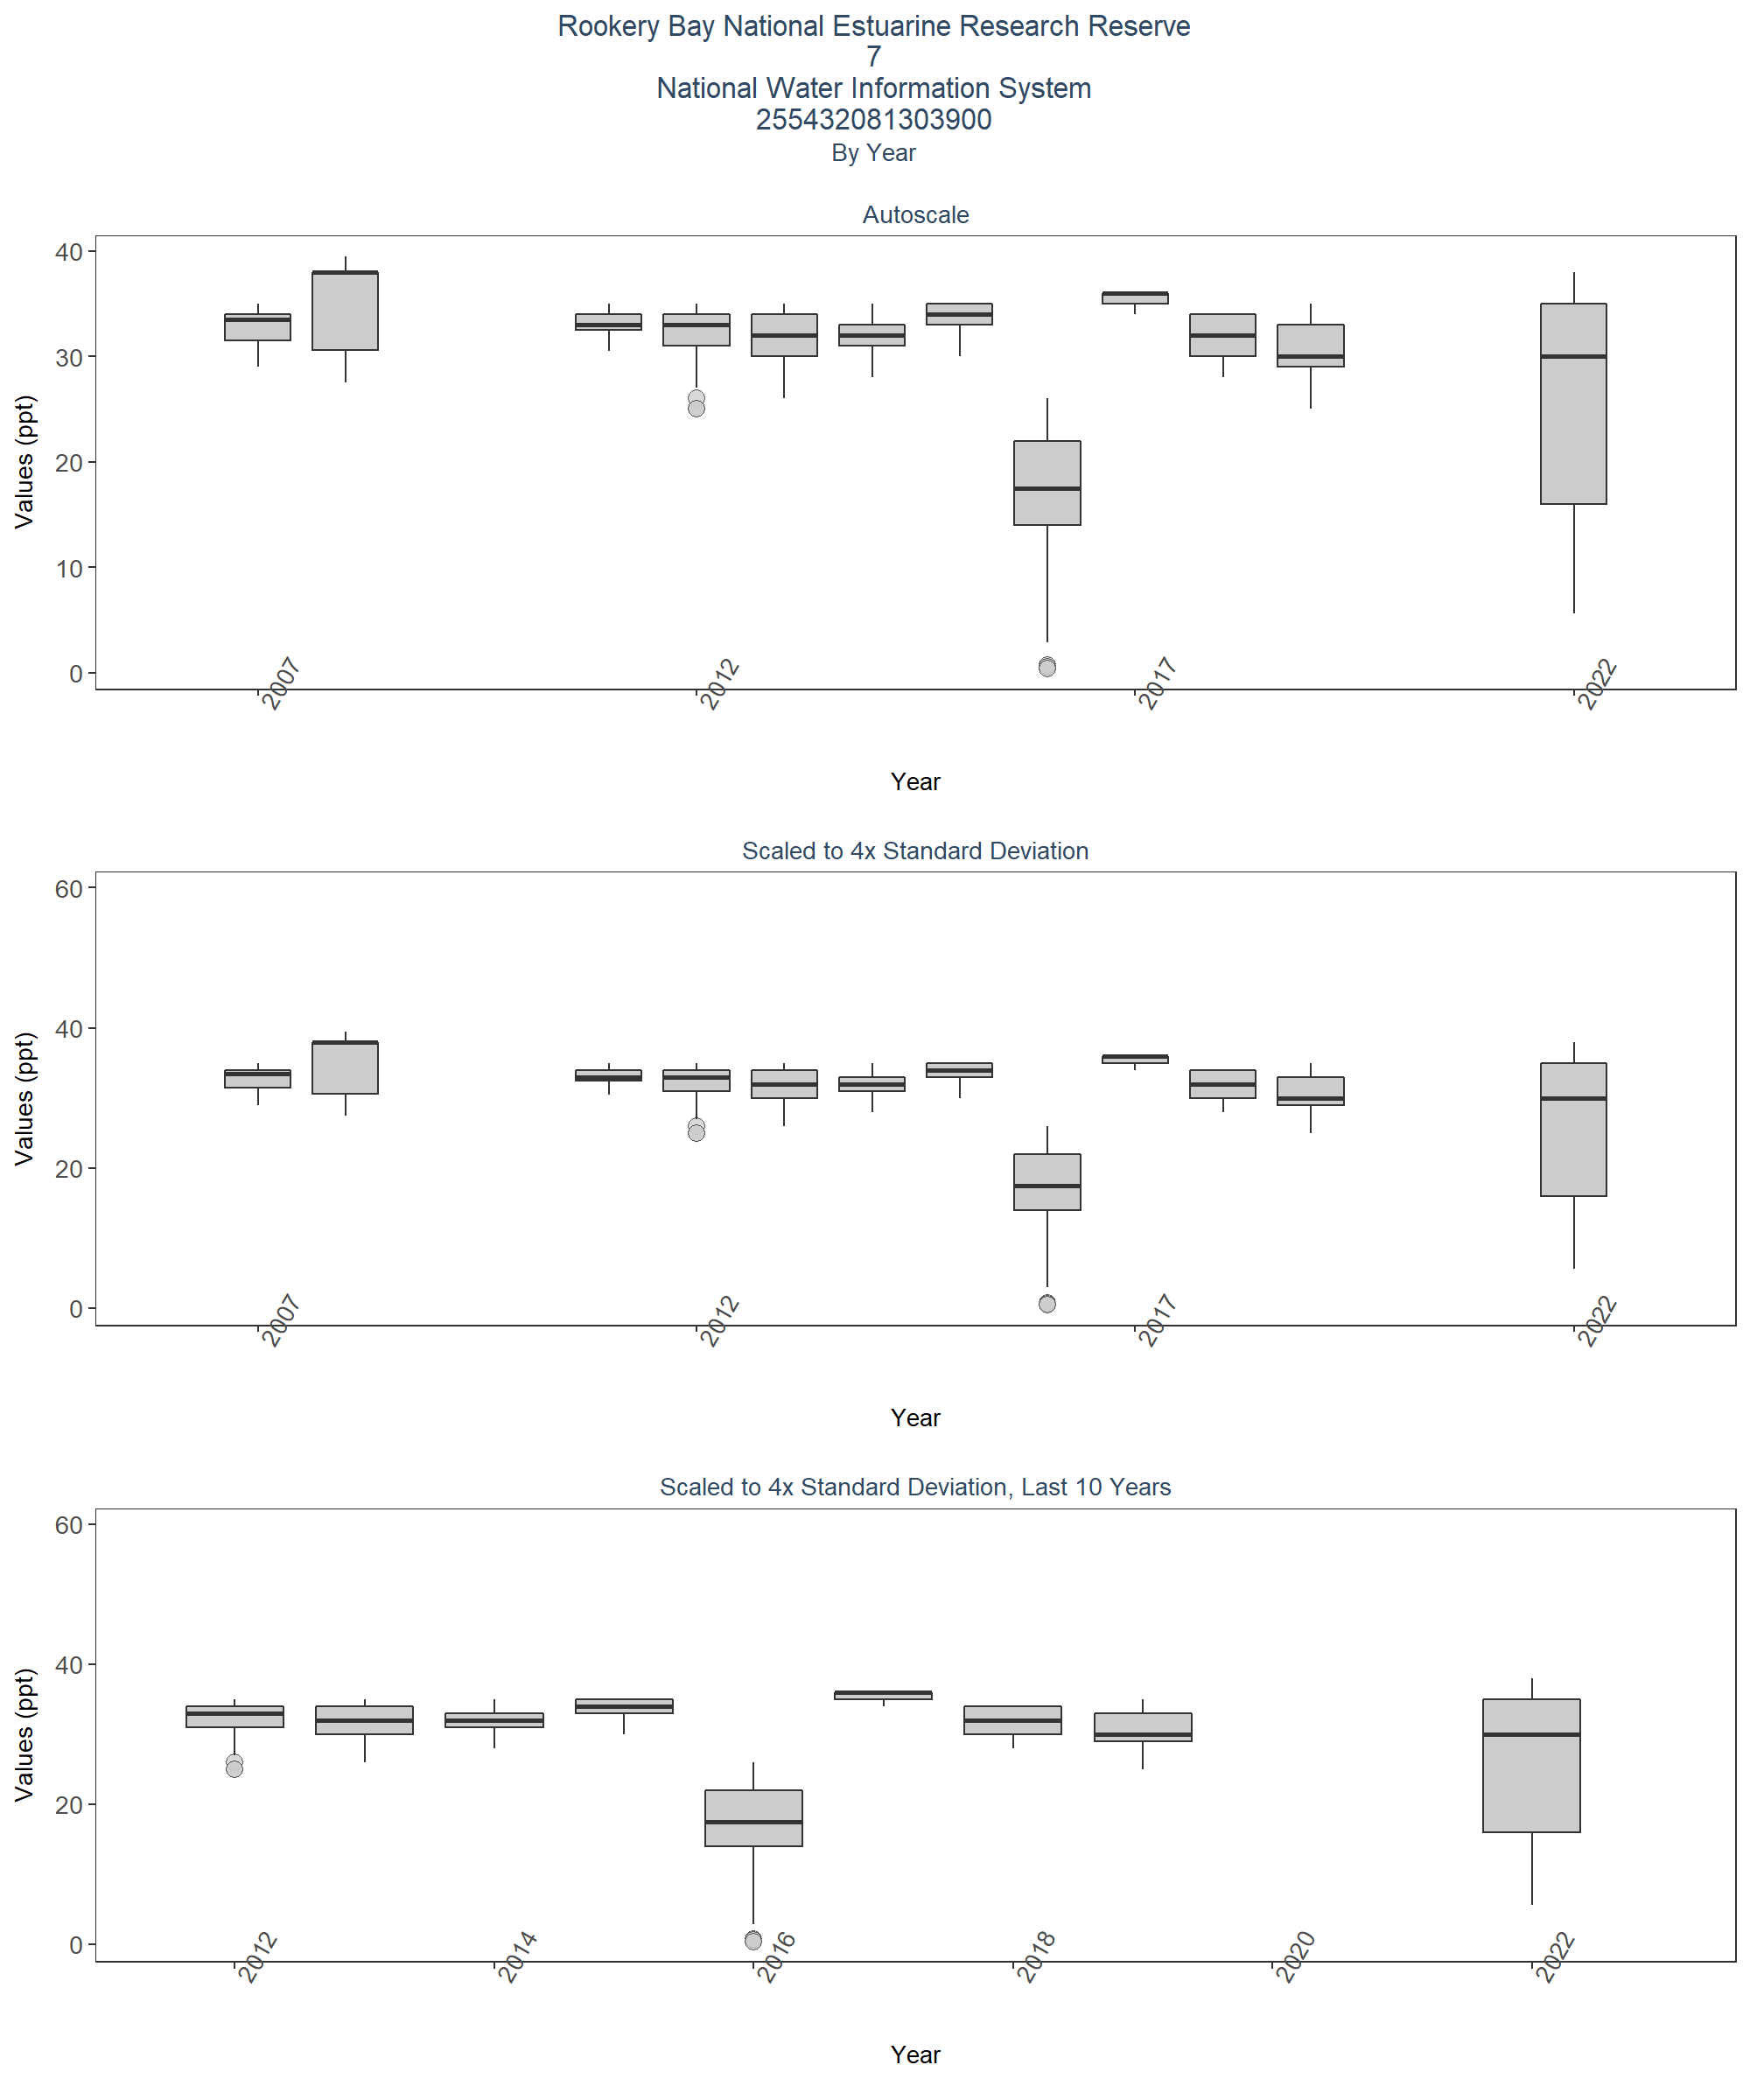 Rookery Bay National Estuarine Research Reserve
7
National Water Information System
255432081303900
By Year
Autoscale
40
30
20
10
0
Values (ppt)
2007
2012
2017
2022
Year
Scaled to 4x Standard Deviation
60
40
20
0
Values (ppt)
2007
2012
2017
2022
Year
Scaled to 4x Standard Deviation, Last 10 Years
60
40
20
0
Values (ppt)
2012
2014
2016
2018
2020
2022
Year